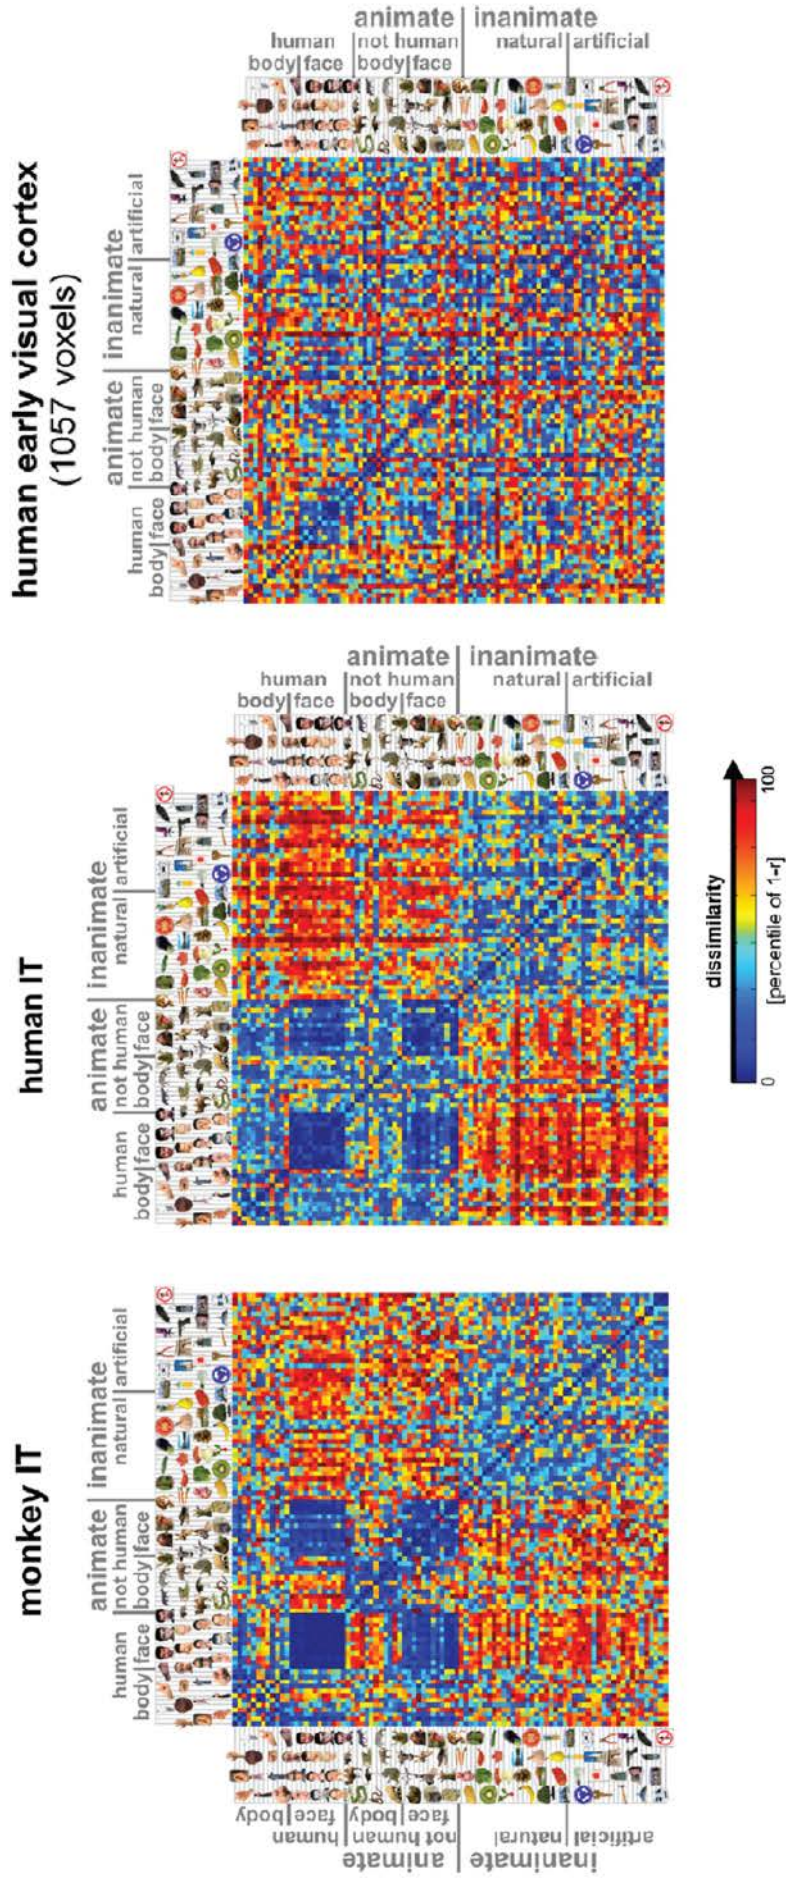 monkey IT
animate inanimate
human not human natural artificial
body face body face
animate inanimate
human not human natural artificial
body face body face
human IT
animate inanimate
human not human natural artificial
body face body face
animate inanimate
human not human natural artificial
body face body face
dissimilarity
0 100
[percentile of 1-r]
human early visual cortex
(1057 voxels)
animate inanimate
human not human natural artificial
body face body face
animate inanimate
human not human natural artificial
body face body face